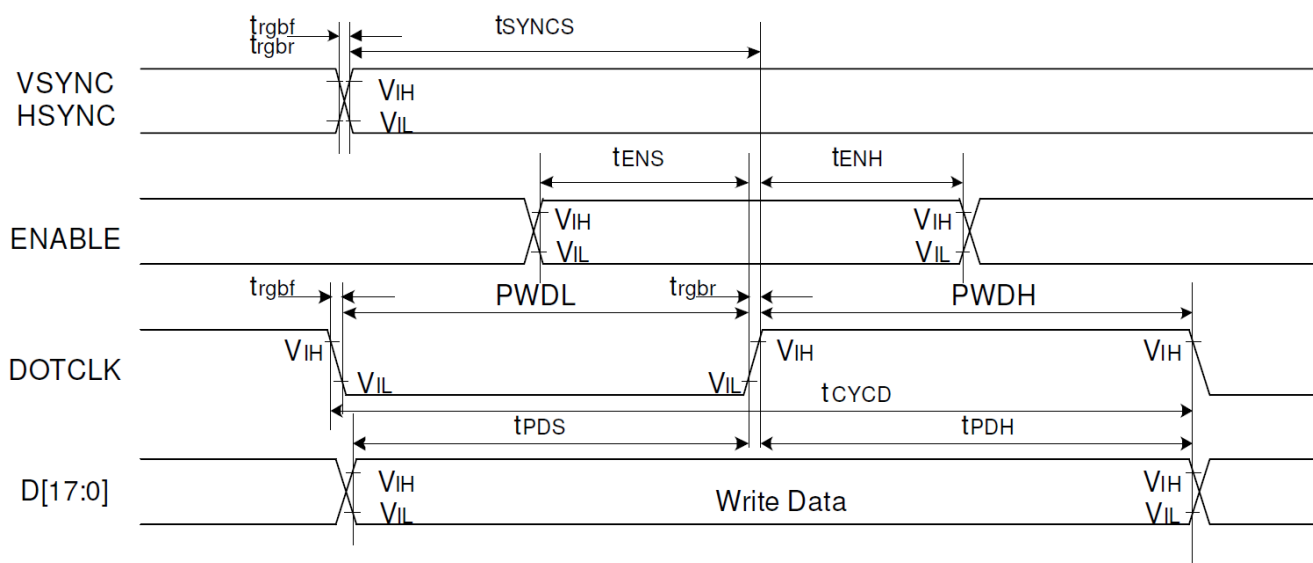 trgbf
trgbr
tSYNCS
VSYNC
HSYNC
VIH
VIL
tENS
tENH
ENABLE
VIH
VIL
VIH
VIL
trgbf
PWDL
trgbr
PWDH
DOTCLK
VIH
VIL
VIL
VIH
VIH
tCYCD
tPDS
tPDH
D[17:0]
VIH
VIL
Write Data
VIH
VIL